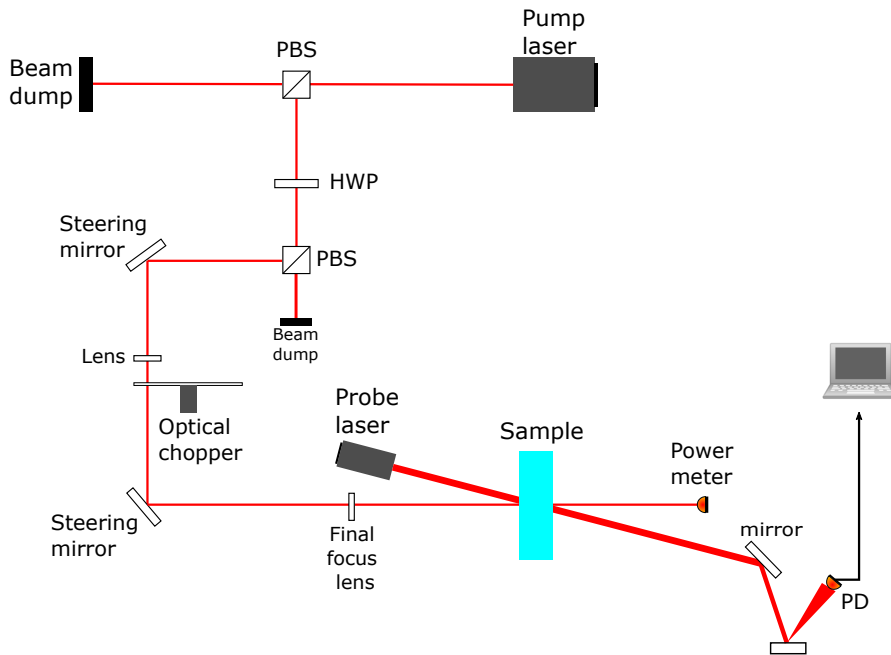 Pump
laser
PBS
Beam
dump
HWP
Steering
mirror
PBS
Beam
dump
Lens
Optical
chopper
Probe
laser
Sample
Power
meter
Steering
mirror
Final
focus
lens
mirror
PD